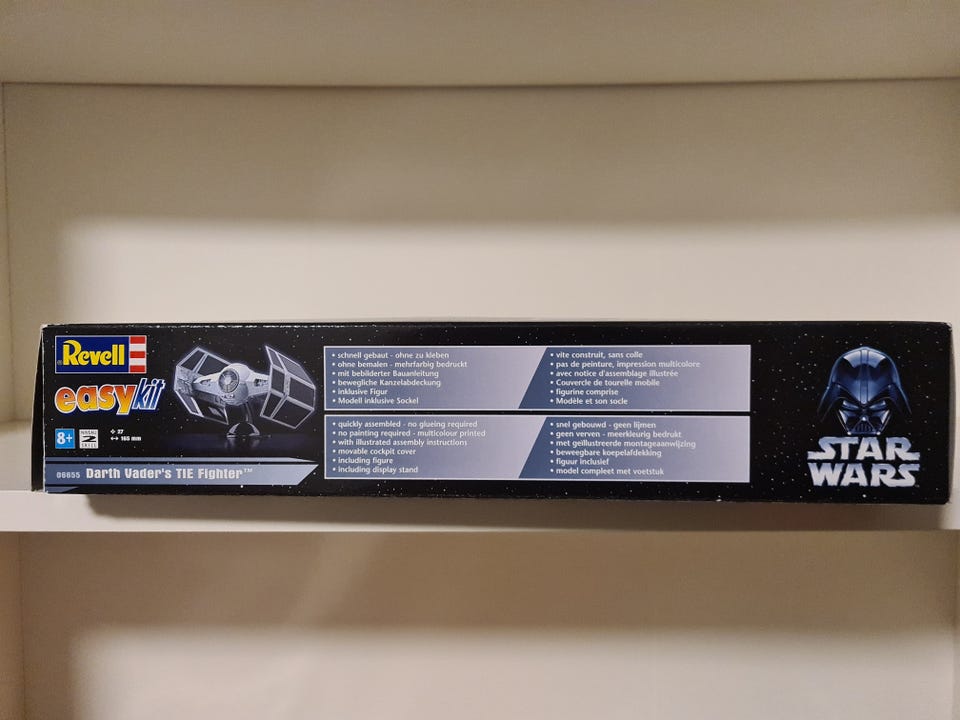 Revell
easykit
8+
SKILL 2
27
165 mm
06655 Darth Vader's TIE Fighter™
• schnell gebaut - ohne zu kleben
• ohne bemalen - mehrfarbig bedruckt
• mit bebilderter Bauanleitung
• bewegliche Kanzelabdeckung
• inklusive Figur
• Modell inklusive Sockel
• vite construit, sans colle
• pas de peinture, impression multicolore
• avec notice d'assemblage illustrée
• Couvercle de tourelle mobile
• figurine comprise
• Modèle et son socle
• quickly assembled - no glueing required
• no painting required - multicolour printed
• with illustrated assembly instructions
• movable cockpit cover
• including figure
• including display stand
• snel gebouwd - geen lijmen
• geen verven - meerkleurig bedrukt
• met geïllustreerde montageaanwijzing
• beweegbare koepelafdekking
• figuur inclusief
• model compleet met voetstuk
STAR
WARS